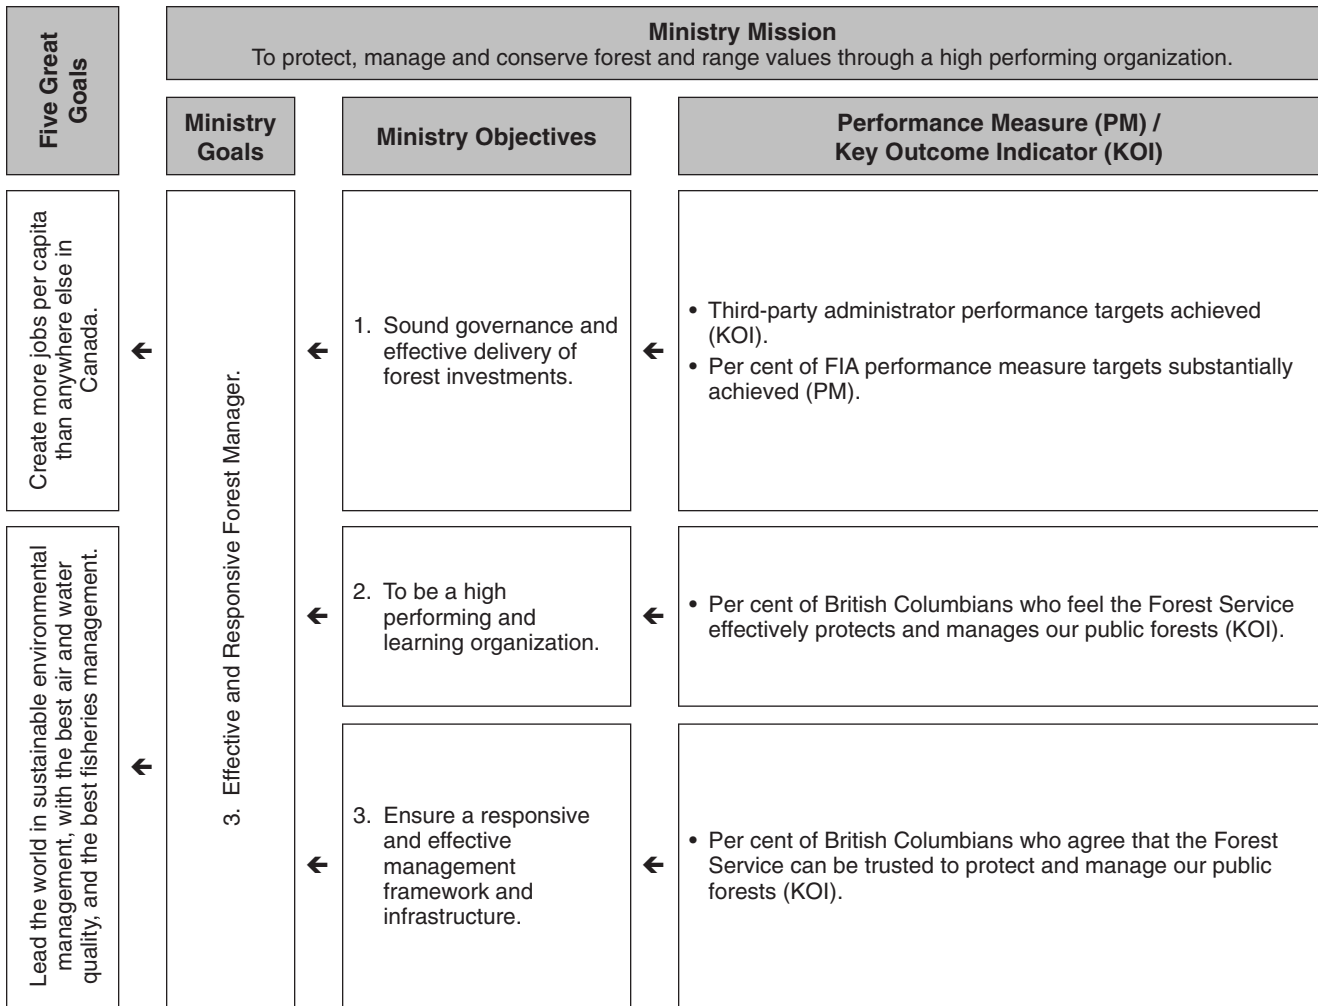 Five Great
Goals
Ministry Mission
To protect, manage and conserve forest and range values through a high performing organization.
Ministry
Goals
Ministry Objectives
Performance Measure (PM) /
Key Outcome Indicator (KOI)
Create more jobs per capita
than anywhere else in
Canada.
Lead the world in sustainable environmental
management, with the best air and water
quality, and the best fisheries management.
3. Effective and Responsive Forest Manager.
1. Sound governance and
effective delivery of
forest investments.
• Third-party administrator performance targets achieved
(KOI).
• Per cent of FIA performance measure targets substantially
achieved (PM).
2. To be a high
performing and
learning organization.
• Per cent of British Columbians who feel the Forest Service
effectively protects and manages our public forests (KOI).
3. Ensure a responsive
and effective
management
framework and
infrastructure.
• Per cent of British Columbians who agree that the Forest
Service can be trusted to protect and manage our public
forests (KOI).